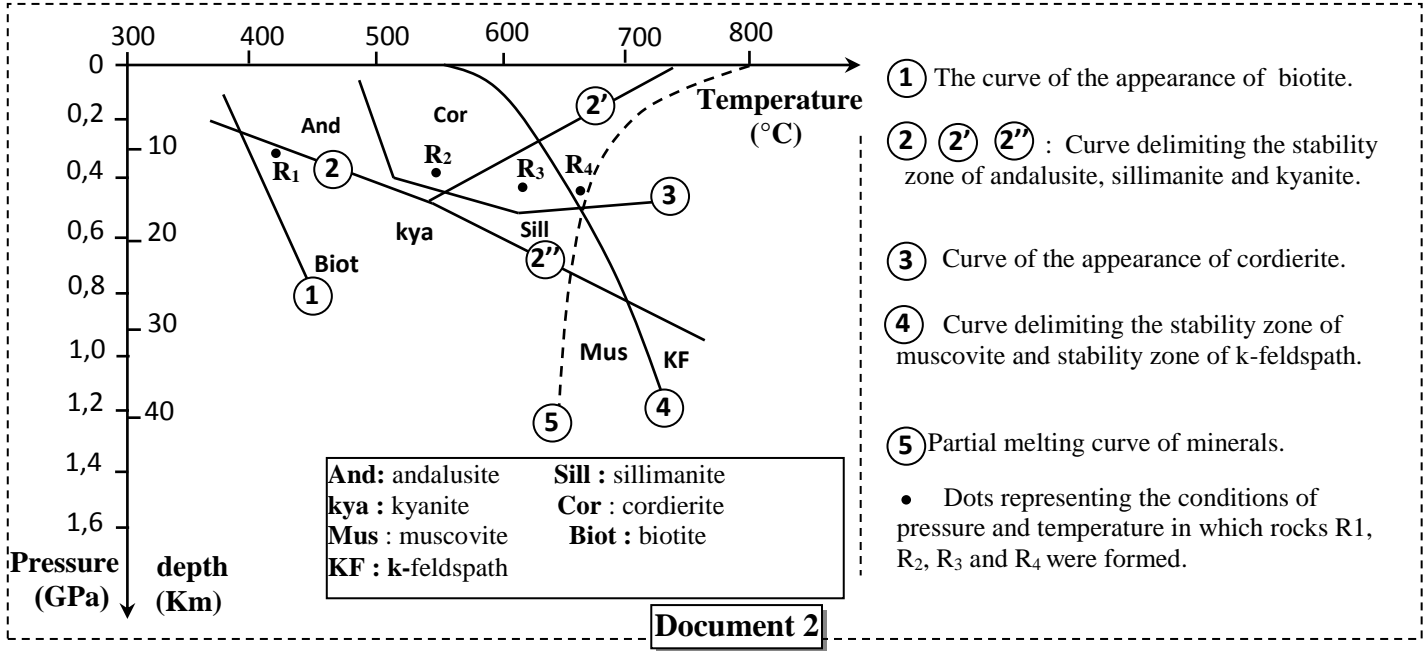 300 400 500 600 700 800
0
0,2
0,4
0,6
0,8
1,0
1,2
1,4
1,6
10
20
30
40
Pressure
(GPa)
depth
(Km)
Temperature
(°C)
And
Cor
R1
R2
R3
R4
kya
Sill
Biot
Mus
KF
1
2
2'
2''
3
4
5
And: andalusite Sill : sillimanite
kya : kyanite Cor : cordierite
Mus : muscovite Biot : biotite
KF : k-feldspath
1 The curve of the appearance of biotite.
2 2' 2'' : Curve delimiting the stability
zone of andalusite, sillimanite and kyanite.
3 Curve of the appearance of cordierite.
4 Curve delimiting the stability zone of
muscovite and stability zone of k-feldspath.
5 Partial melting curve of minerals.
• Dots representing the conditions of
pressure and temperature in which rocks R1,
R2, R3 and R4 were formed.
Document 2